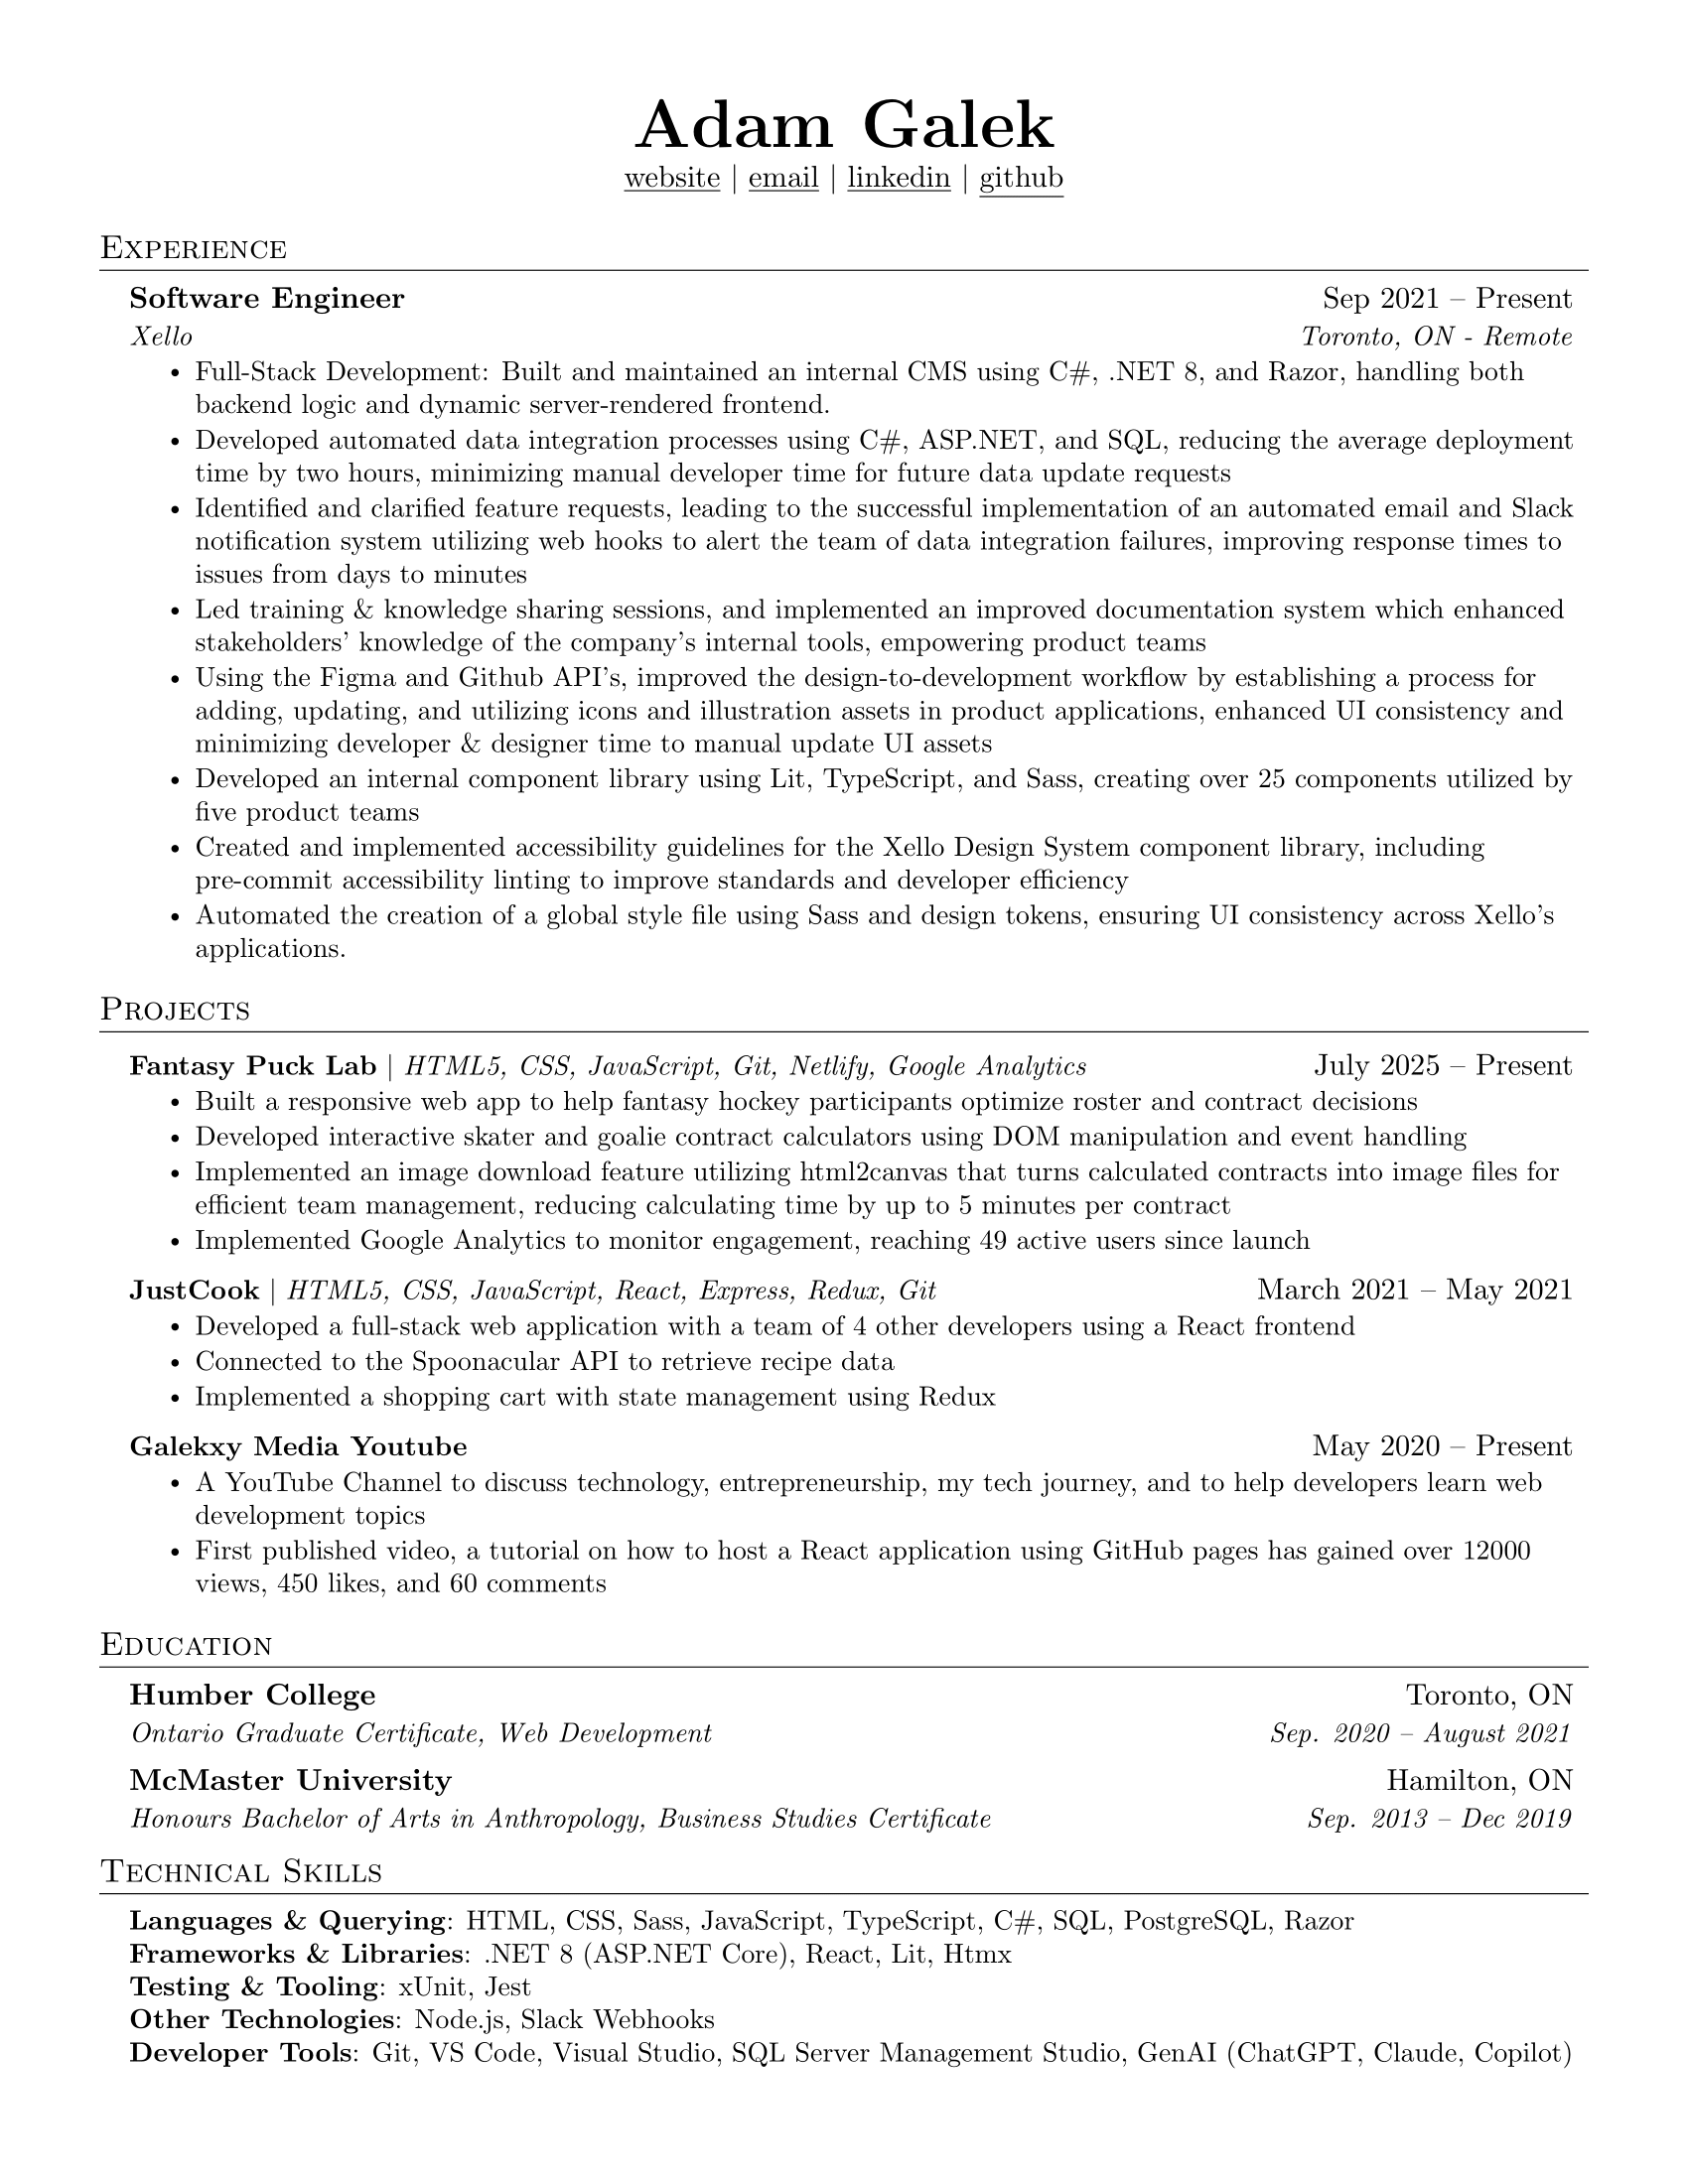 Adam Galek
website | email | linkedin | github
Experience
Software Engineer Sep 2021 – Present
Xello Toronto, ON - Remote
• Full-Stack Development: Built and maintained an internal CMS using C#, .NET 8, and Razor, handling both
backend logic and dynamic server-rendered frontend.
• Developed automated data integration processes using C#, ASP.NET, and SQL, reducing the average deployment
time by two hours, minimizing manual developer time for future data update requests
• Identified and clarified feature requests, leading to the successful implementation of an automated email and Slack
notification system utilizing web hooks to alert the team of data integration failures, improving response times to
issues from days to minutes
• Led training & knowledge sharing sessions, and implemented an improved documentation system which enhanced
stakeholders’ knowledge of the company’s internal tools, empowering product teams
• Using the Figma and Github API’s, improved the design-to-development workflow by establishing a process for
adding, updating, and utilizing icons and illustration assets in product applications, enhanced UI consistency and
minimizing developer & designer time to manual update UI assets
• Developed an internal component library using Lit, TypeScript, and Sass, creating over 25 components utilized by
five product teams
• Created and implemented accessibility guidelines for the Xello Design System component library, including
pre-commit accessibility linting to improve standards and developer efficiency
• Automated the creation of a global style file using Sass and design tokens, ensuring UI consistency across Xello’s
applications.
Projects
Fantasy Puck Lab | HTML5, CSS, JavaScript, Git, Netlify, Google Analytics July 2025 – Present
• Built a responsive web app to help fantasy hockey participants optimize roster and contract decisions
• Developed interactive skater and goalie contract calculators using DOM manipulation and event handling
• Implemented an image download feature utilizing html2canvas that turns calculated contracts into image files for
efficient team management, reducing calculating time by up to 5 minutes per contract
• Implemented Google Analytics to monitor engagement, reaching 49 active users since launch
JustCook | HTML5, CSS, JavaScript, React, Express, Redux, Git March 2021 – May 2021
• Developed a full-stack web application with a team of 4 other developers using a React frontend
• Connected to the Spoonacular API to retrieve recipe data
• Implemented a shopping cart with state management using Redux
Galekxy Media Youtube May 2020 – Present
• A YouTube Channel to discuss technology, entrepreneurship, my tech journey, and to help developers learn web
development topics
• First published video, a tutorial on how to host a React application using GitHub pages has gained over 12000
views, 450 likes, and 60 comments
Education
Humber College Toronto, ON
Ontario Graduate Certificate, Web Development Sep. 2020 – August 2021
McMaster University Hamilton, ON
Honours Bachelor of Arts in Anthropology, Business Studies Certificate Sep. 2013 – Dec 2019
Technical Skills
Languages & Querying: HTML, CSS, Sass, JavaScript, TypeScript, C#, SQL, PostgreSQL, Razor
Frameworks & Libraries: .NET 8 (ASP.NET Core), React, Lit, Htmx
Testing & Tooling: xUnit, Jest
Other Technologies: Node.js, Slack Webhooks
Developer Tools: Git, VS Code, Visual Studio, SQL Server Management Studio, GenAI (ChatGPT, Claude, Copilot)